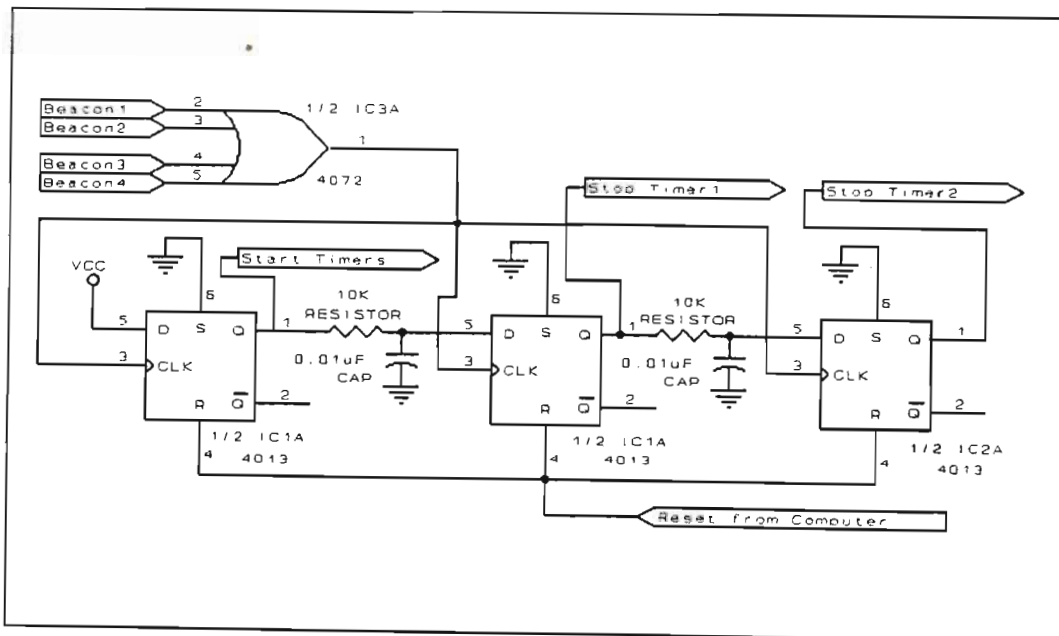 Beacon1
Beacon2
Beacon3
Beacon4
2
3
4
5
1/2 IC3A
1
4072
Stop Timer1
Stop Timer2
Start Timers
VCC
6
6
6
5
D
S
Q
1
3
CLK
R
Q
2
4
1/2 IC1A
4013
10K
RESISTOR
0.01uF
CAP
5
D
S
Q
1
3
CLK
R
Q
2
4
1/2 IC1A
4013
10K
RESISTOR
0.01uF
CAP
5
D
S
Q
1
3
CLK
R
Q
2
4
1/2 IC2A
4013
Reset from Computer